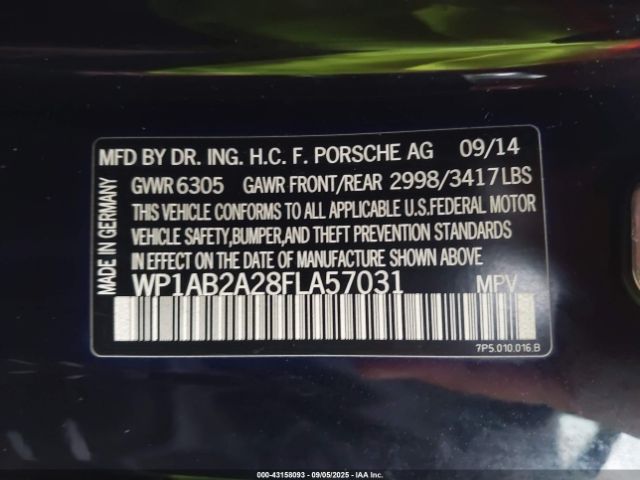 MFD BY DR. ING. H.C. F. PORSCHE AG 09/14
GVWR 6305 GAWR FRONT/REAR 2998/3417LBS
THIS VEHICLE CONFORMS TO ALL APPLICABLE U.S.FEDERAL MOTOR
VEHICLE SAFETY,BUMPER,AND THEFT PREVENTION STANDARDS
IN EFFECT ON THE DATE OF MANUFACTURE SHOWN ABOVE
WP1AB2A28FLA57031 MPV
MADE IN GERMANY
7P5.010.016.B
000-43158093 - 09/05/2025 - IAA Inc.